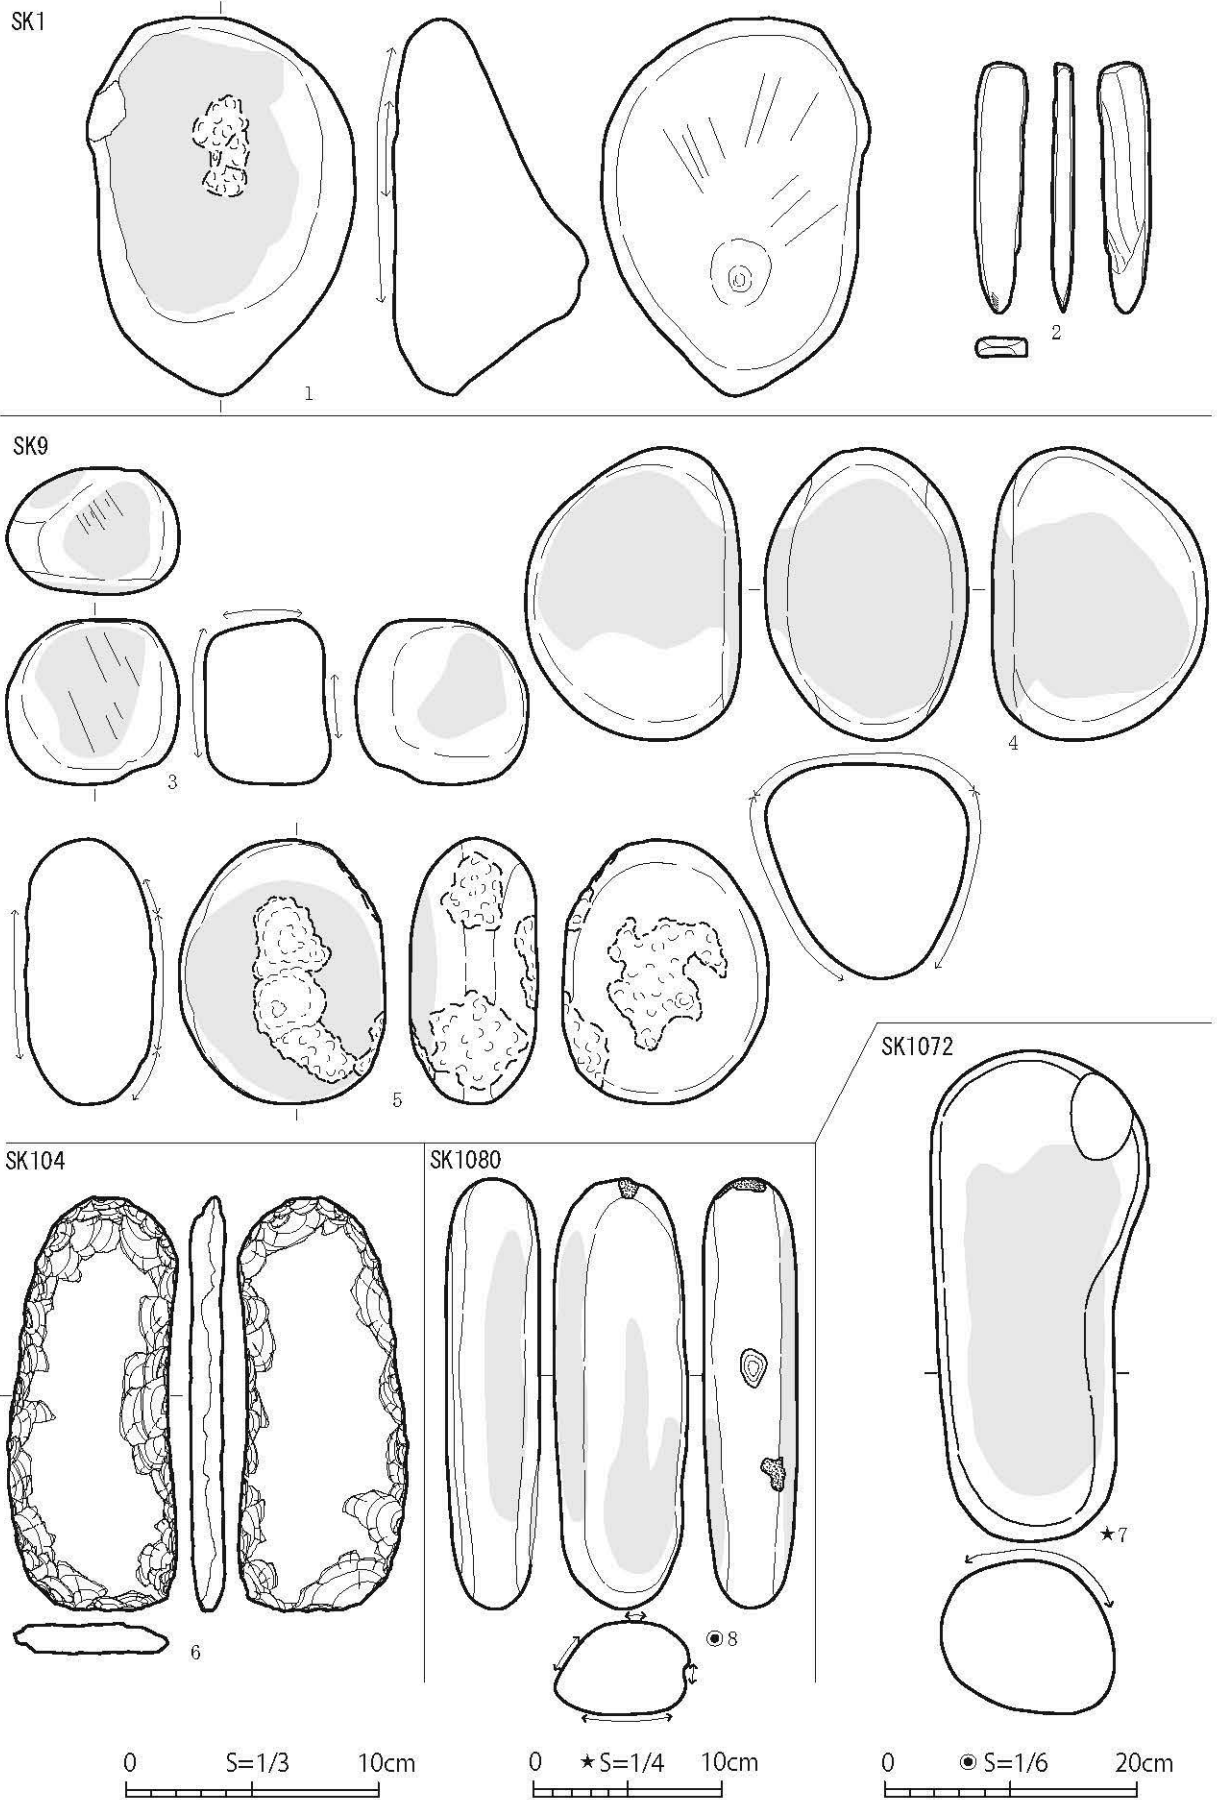 SK1
1
2
SK9
3
4
5
SK1072
SK104
SK1080
★7
6
◉8
0 S=1/3 10cm
0 ★S=1/4 10cm
0 ◉ S=1/6 20cm